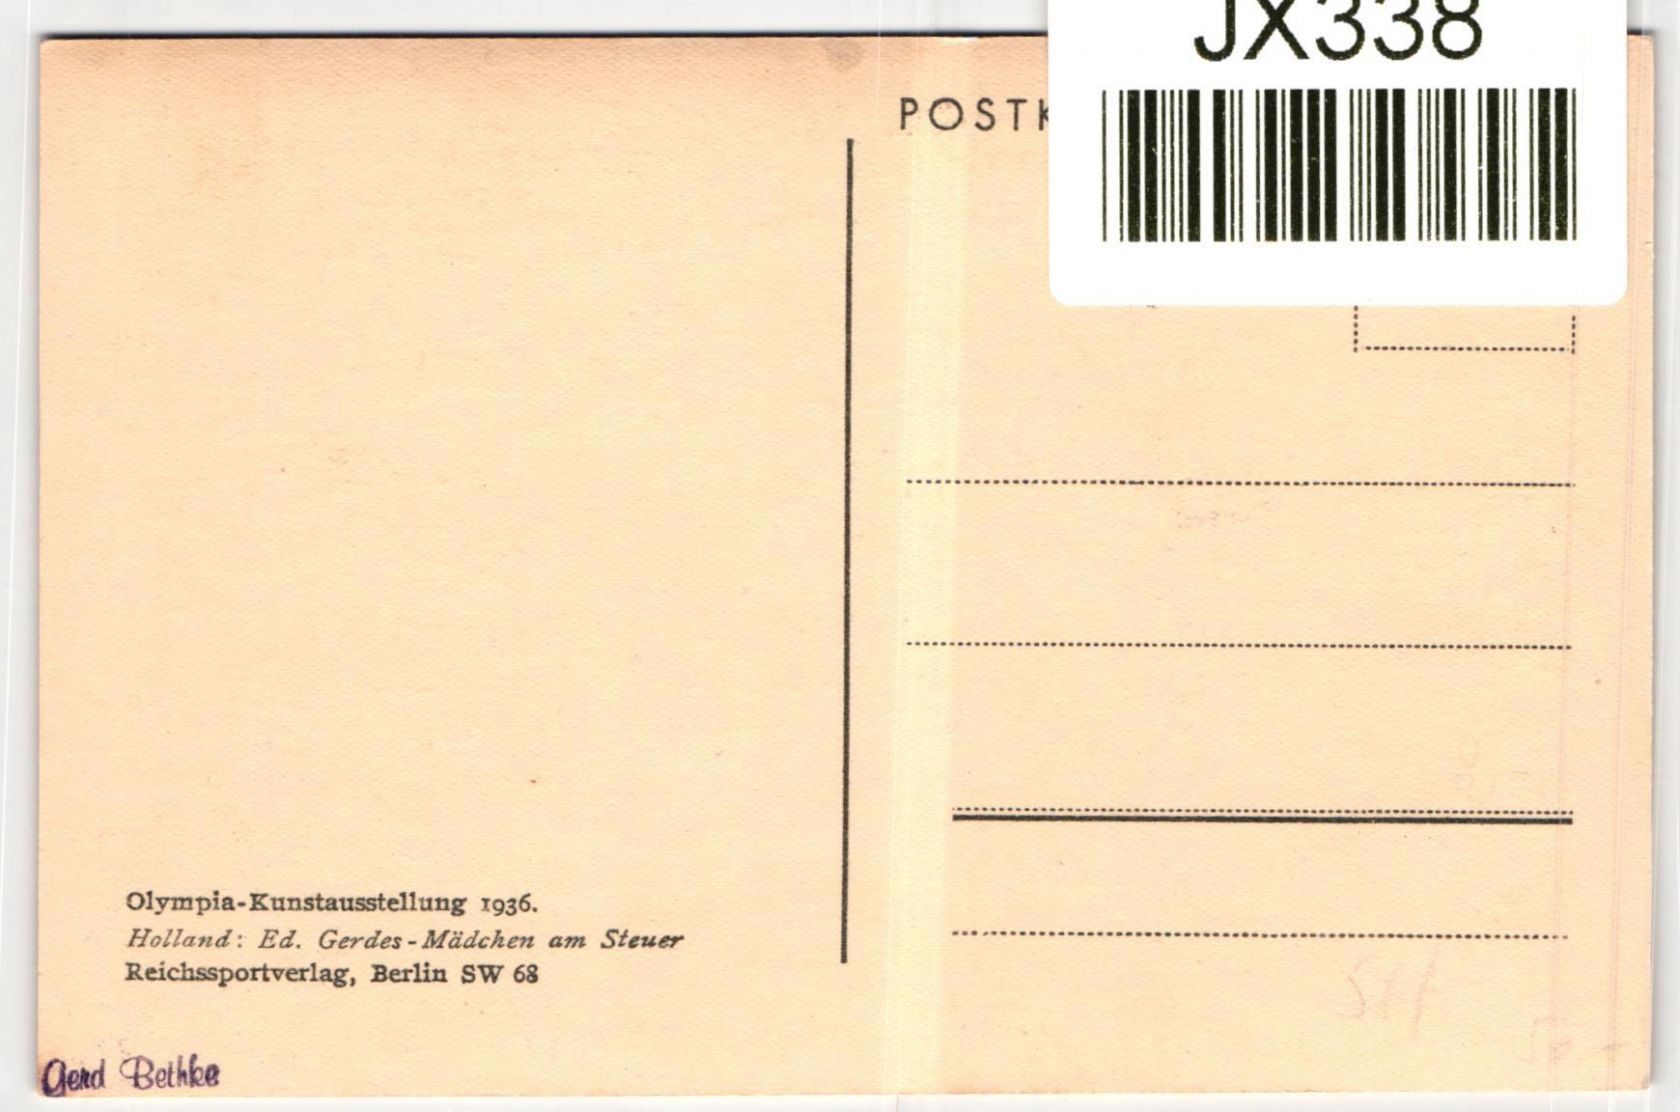 JX338
POSTK
Olympia-Kunstausstellung 1936.
Holland: Ed. Gerdes-Mädchen am Steuer
Reichssportverlag, Berlin SW 68
Gerd Bethke